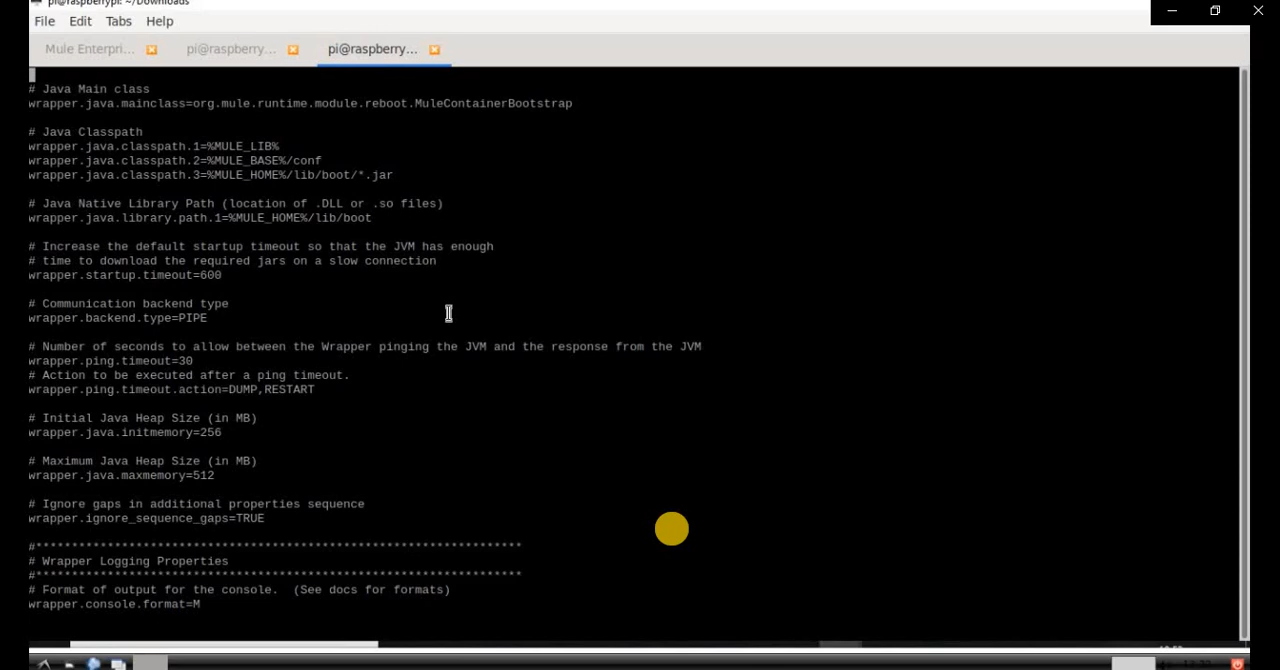 pi@raspberrypi: ~/Downloads
File Edit Tabs Help
Mule Enterpri... pi@raspberry... pi@raspberry...
# Java Main class
wrapper.java.mainclass=org.mule.runtime.module.reboot.MuleContainerBootstrap
# Java Classpath
wrapper.java.classpath.1=%MULE_LIB%
wrapper.java.classpath.2=%MULE_BASE%/conf
wrapper.java.classpath.3=%MULE_HOME%/lib/boot/*.jar
# Java Native Library Path (location of .DLL or .so files)
wrapper.java.library.path.1=%MULE_HOME%/lib/boot
# Increase the default startup timeout so that the JVM has enough
# time to download the required jars on a slow connection
wrapper.startup.timeout=600
# Communication backend type
wrapper.backend.type=PIPE
# Number of seconds to allow between the Wrapper pinging the JVM and the response from the JVM
wrapper.ping.timeout=30
# Action to be executed after a ping timeout.
wrapper.ping.timeout.action=DUMP,RESTART
# Initial Java Heap Size (in MB)
wrapper.java.initmemory=256
# Maximum Java Heap Size (in MB)
wrapper.java.maxmemory=512
# Ignore gaps in additional properties sequence
wrapper.ignore_sequence_gaps=TRUE
#********************************************************************
# Wrapper Logging Properties
#********************************************************************
# Format of output for the console.  (See docs for formats)
wrapper.console.format=M